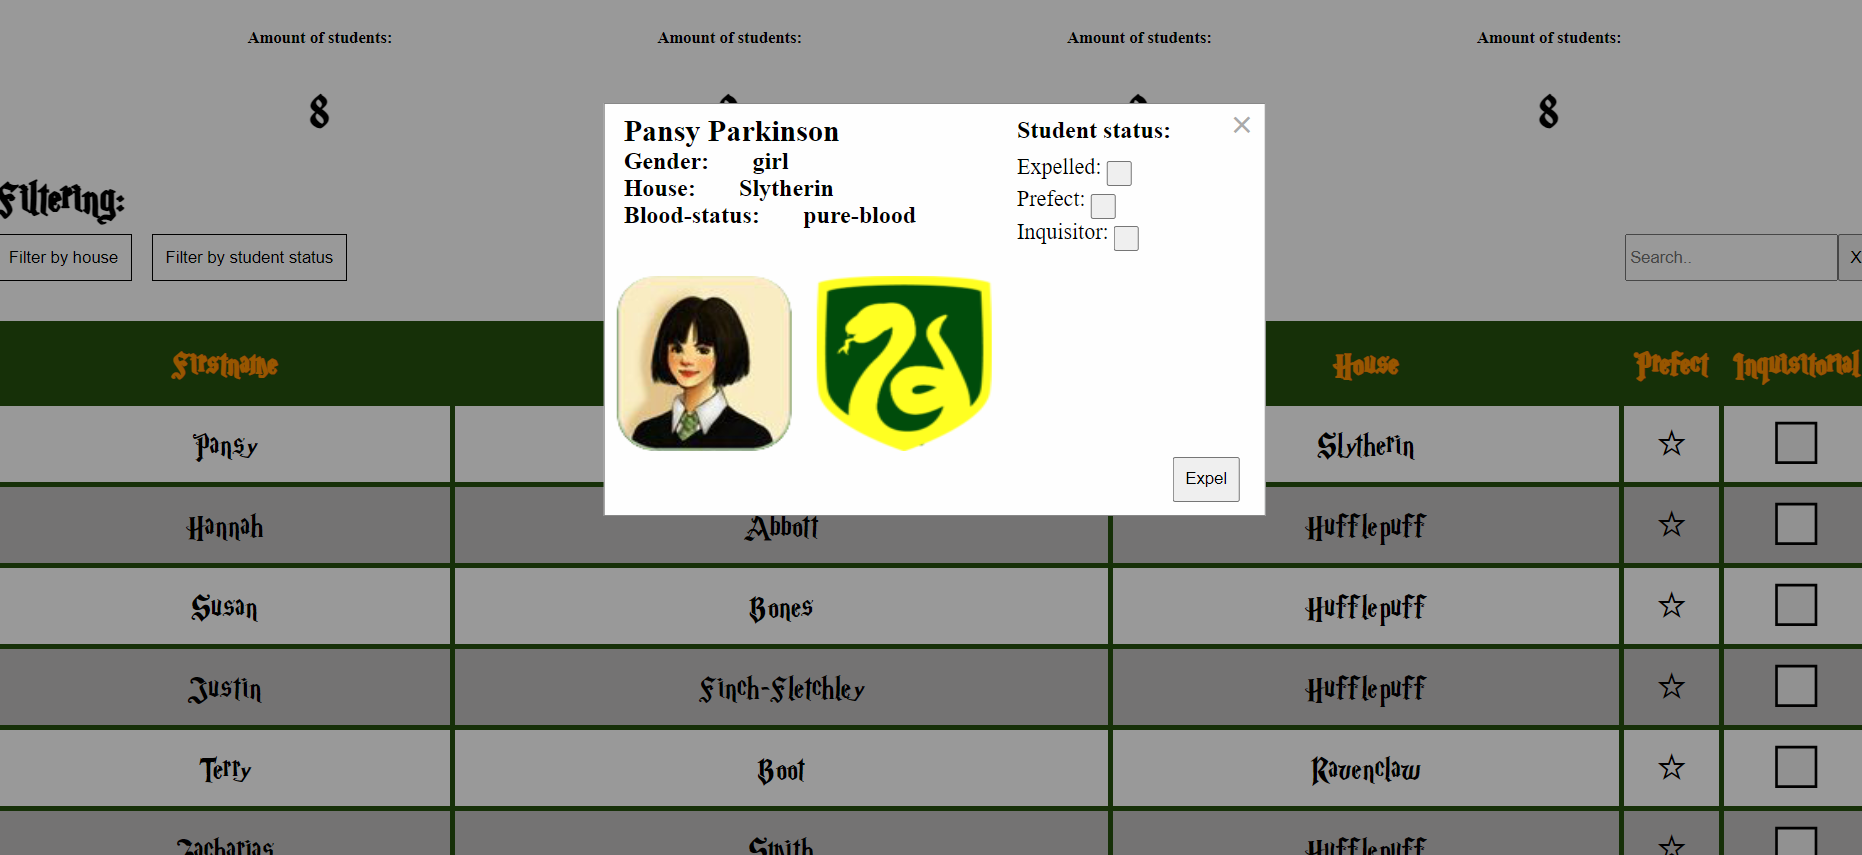 Amount of students: Amount of students: Amount of students: Amount of students:
8 8
Pansy Parkinson
Gender: girl
House: Slytherin
Blood-status: pure-blood
Student status:
Expelled:
Prefect:
Inquisitor:
×
Expel
Filtering:
Filter by house Filter by student status Search.. X
Firstname House Prefect Inquisitorial
Pansy Slytherin ☆
Hannah Abbott Hufflepuff ☆
Susan Bones Hufflepuff ☆
Justin Finch-Fletchley Hufflepuff ☆
Terry Boot Ravenclaw ☆
Zacharias Smith Hufflepuff ☆